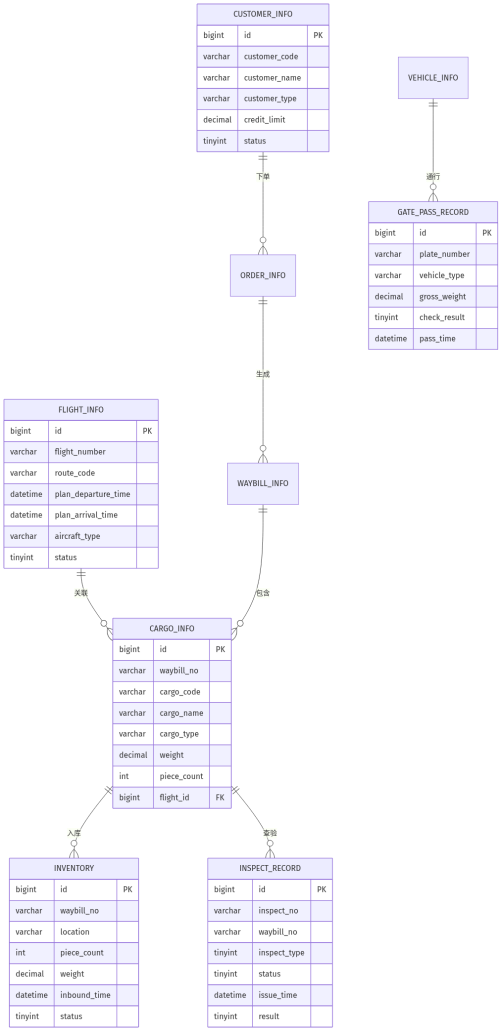 CUSTOMER_INFO
bigint id PK
varchar customer_code
varchar customer_name
varchar customer_type
decimal credit_limit
tinyint status
VEHICLE_INFO
下单
通行
GATE_PASS_RECORD
bigint id PK
varchar plate_number
varchar vehicle_type
decimal gross_weight
tinyint check_result
datetime pass_time
ORDER_INFO
生成
FLIGHT_INFO
bigint id PK
varchar flight_number
varchar route_code
datetime plan_departure_time
datetime plan_arrival_time
varchar aircraft_type
tinyint status
WAYBILL_INFO
关联
包含
CARGO_INFO
bigint id PK
varchar waybill_no
varchar cargo_code
varchar cargo_name
varchar cargo_type
decimal weight
int piece_count
bigint flight_id FK
入库
查验
INVENTORY
bigint id PK
varchar waybill_no
varchar location
int piece_count
decimal weight
datetime inbound_time
tinyint status
INSPECT_RECORD
bigint id PK
varchar inspect_no
varchar waybill_no
tinyint inspect_type
tinyint status
datetime issue_time
tinyint result